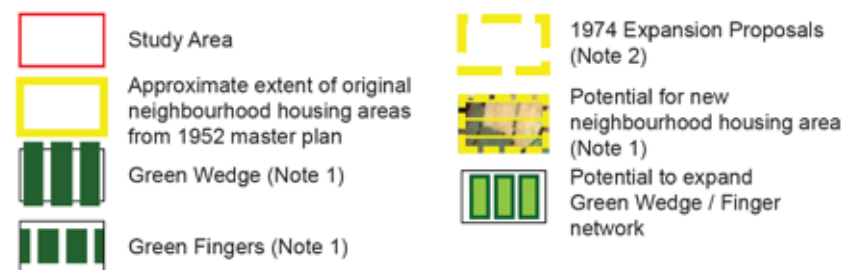 Study Area
Approximate extent of original
neighbourhood housing areas
from 1952 master plan
Green Wedge (Note 1)
Green Fingers (Note 1)
1974 Expansion Proposals
(Note 2)
Potential for new
neighbourhood housing area
(Note 1)
Potential to expand
Green Wedge / Finger
network